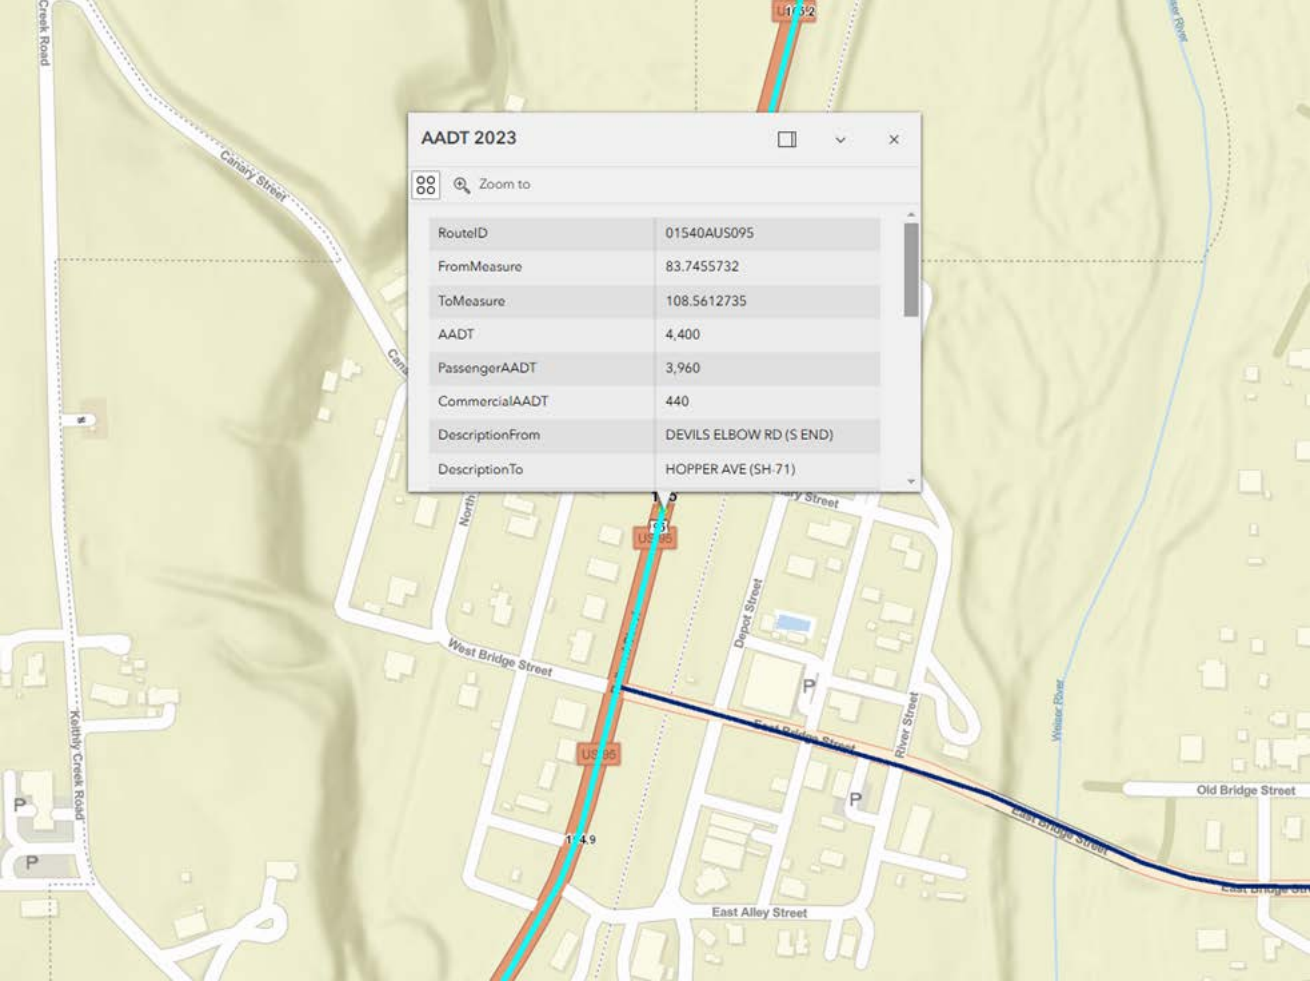 Creek Road
Weiser River
Canary Street
AADT 2023
Zoom to
RouteID 01540AUS095
FromMeasure 83.7455732
ToMeasure 108.5612735
AADT 4,400
PassengerAADT 3,960
CommercialAADT 440
DescriptionFrom DEVILS ELBOW RD (S END)
DescriptionTo HOPPER AVE (SH-71)
North
Street
US 95
Depot Street
West Bridge Street
P
East Bridge Street
River Street
Weiser River
Keithly Creek Road
US 95
P
P
Old Bridge Street
East Bridge Street
P
East Alley Street